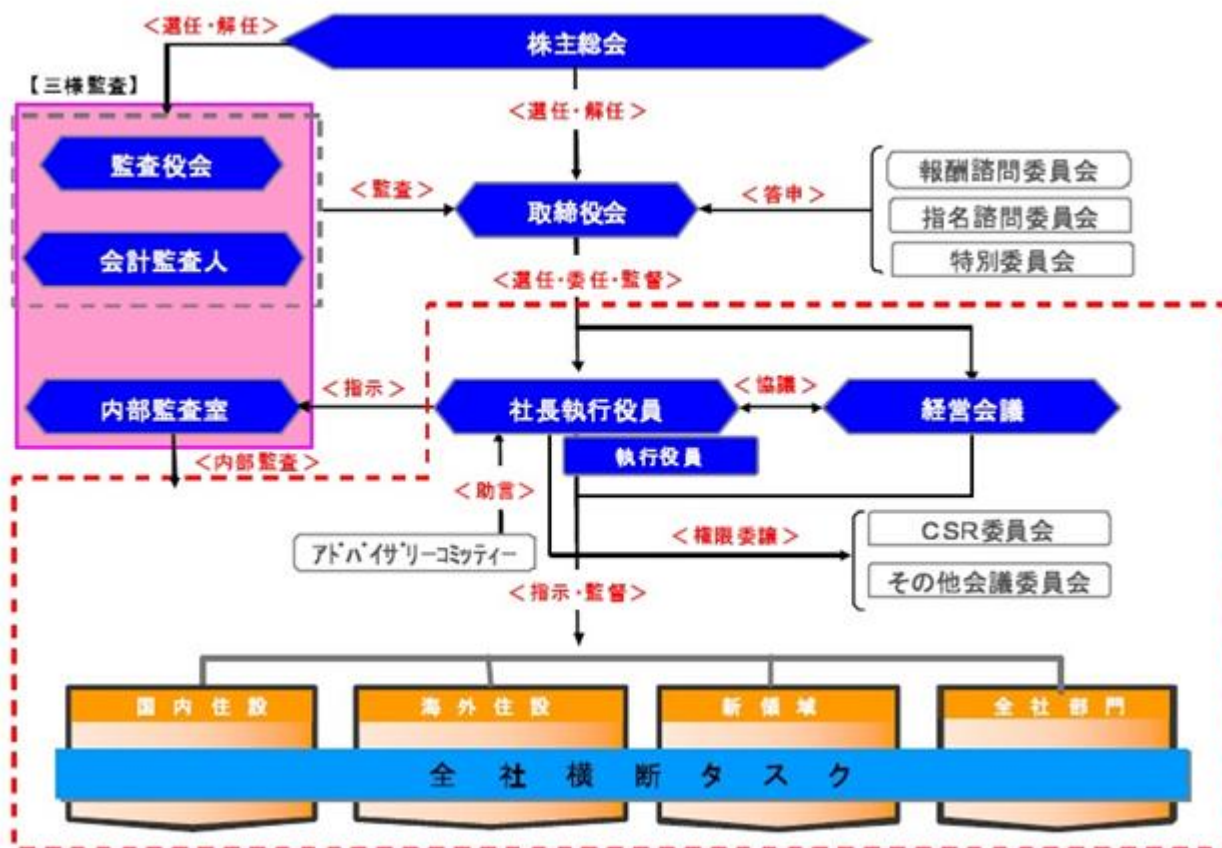 <選任・解任>
株主総会
【三様監査】
<選任・解任>
監査役会
<監査>
取締役会
<答申>
報酬諮問委員会
指名諮問委員会
特別委員会
会計監査人
<選任・委任・監督>
内部監査室
<指示>
社長執行役員
<協議>
経営会議
執行役員
<内部監査>
<助言>
アドバイザリーコミッティー
<権限委譲>
CSR委員会
その他会議委員会
<指示・監督>
国内住設
海外住設
新領域
全社部門
全社横断タスク